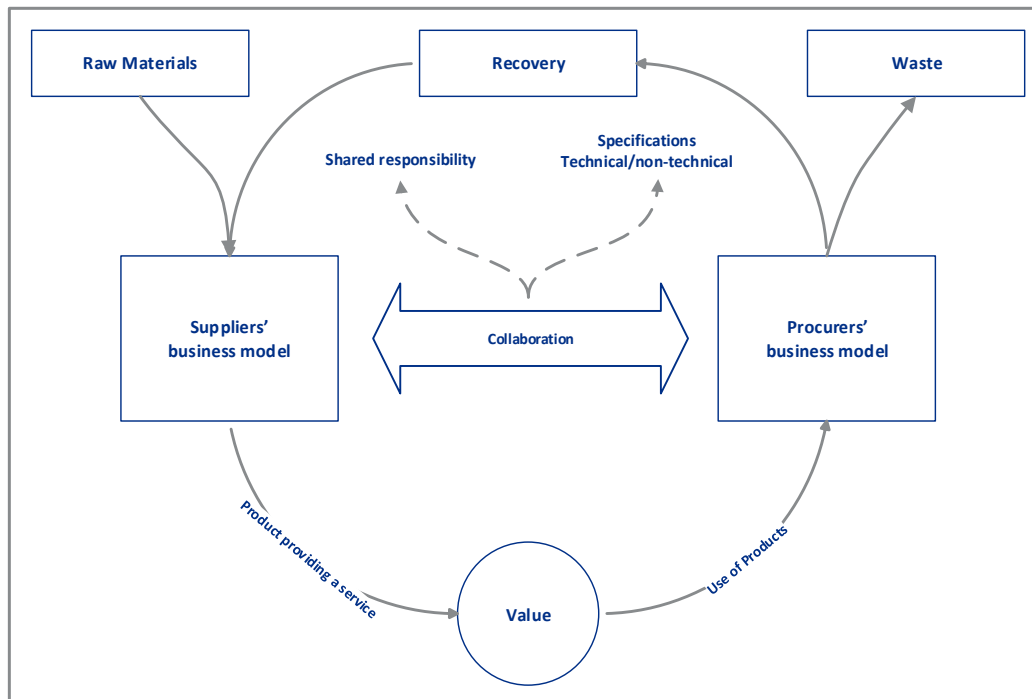 Raw Materials
Recovery
Waste
Shared responsibility
Specifications
Technical/non-technical
Suppliers’
business model
Collaboration
Procurers’
business model
Product providing a service
Value
Use of Products